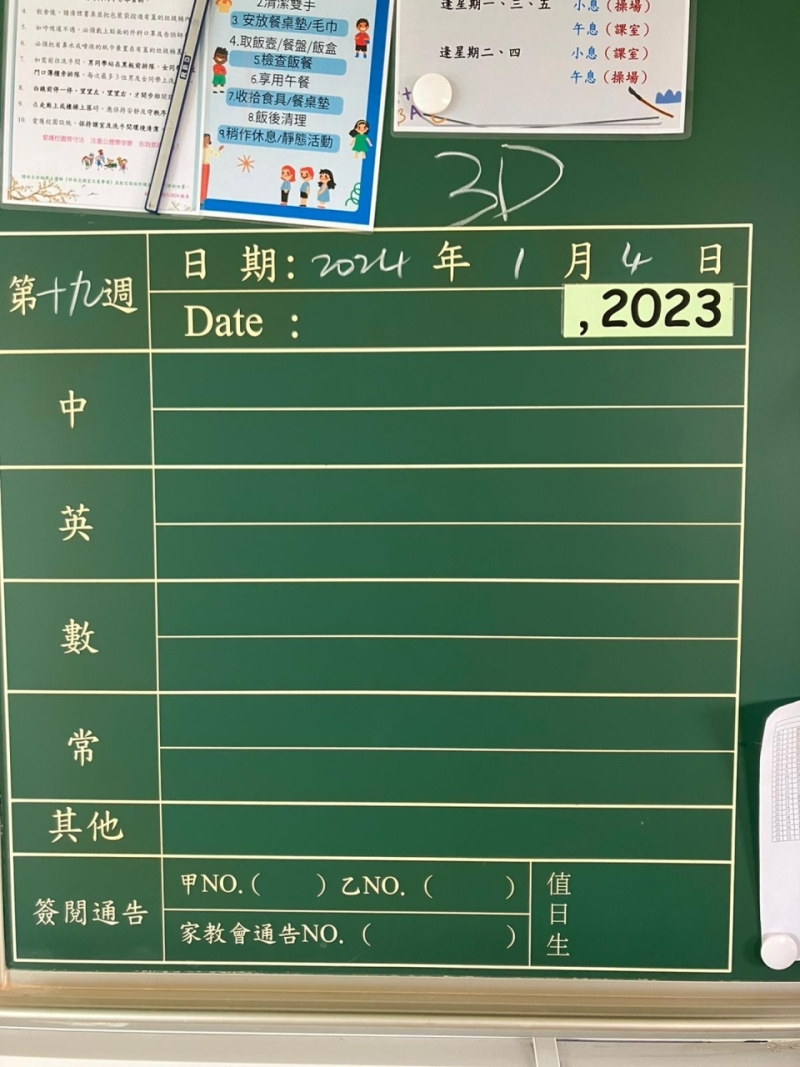 2.清潔雙手
3. 安放餐桌墊/毛巾
4.取飯壺/餐盤/飯盒
5.檢查飯餐
6.享用午餐
7.收拾食具/餐桌墊
8.飯後清理
9.稍作休息/靜態活動
逢星期一、三、五 小息（操場）
午息（課室）
逢星期二、四 小息（課室）
午息（操場）
3D
第十九週
日 期: 2024 年 1 月 4 日
Date : , 2023
中
英
數
常
其他
簽閱通告
甲NO.( ) 乙NO. ( )
家教會通告NO. ( )
值日生